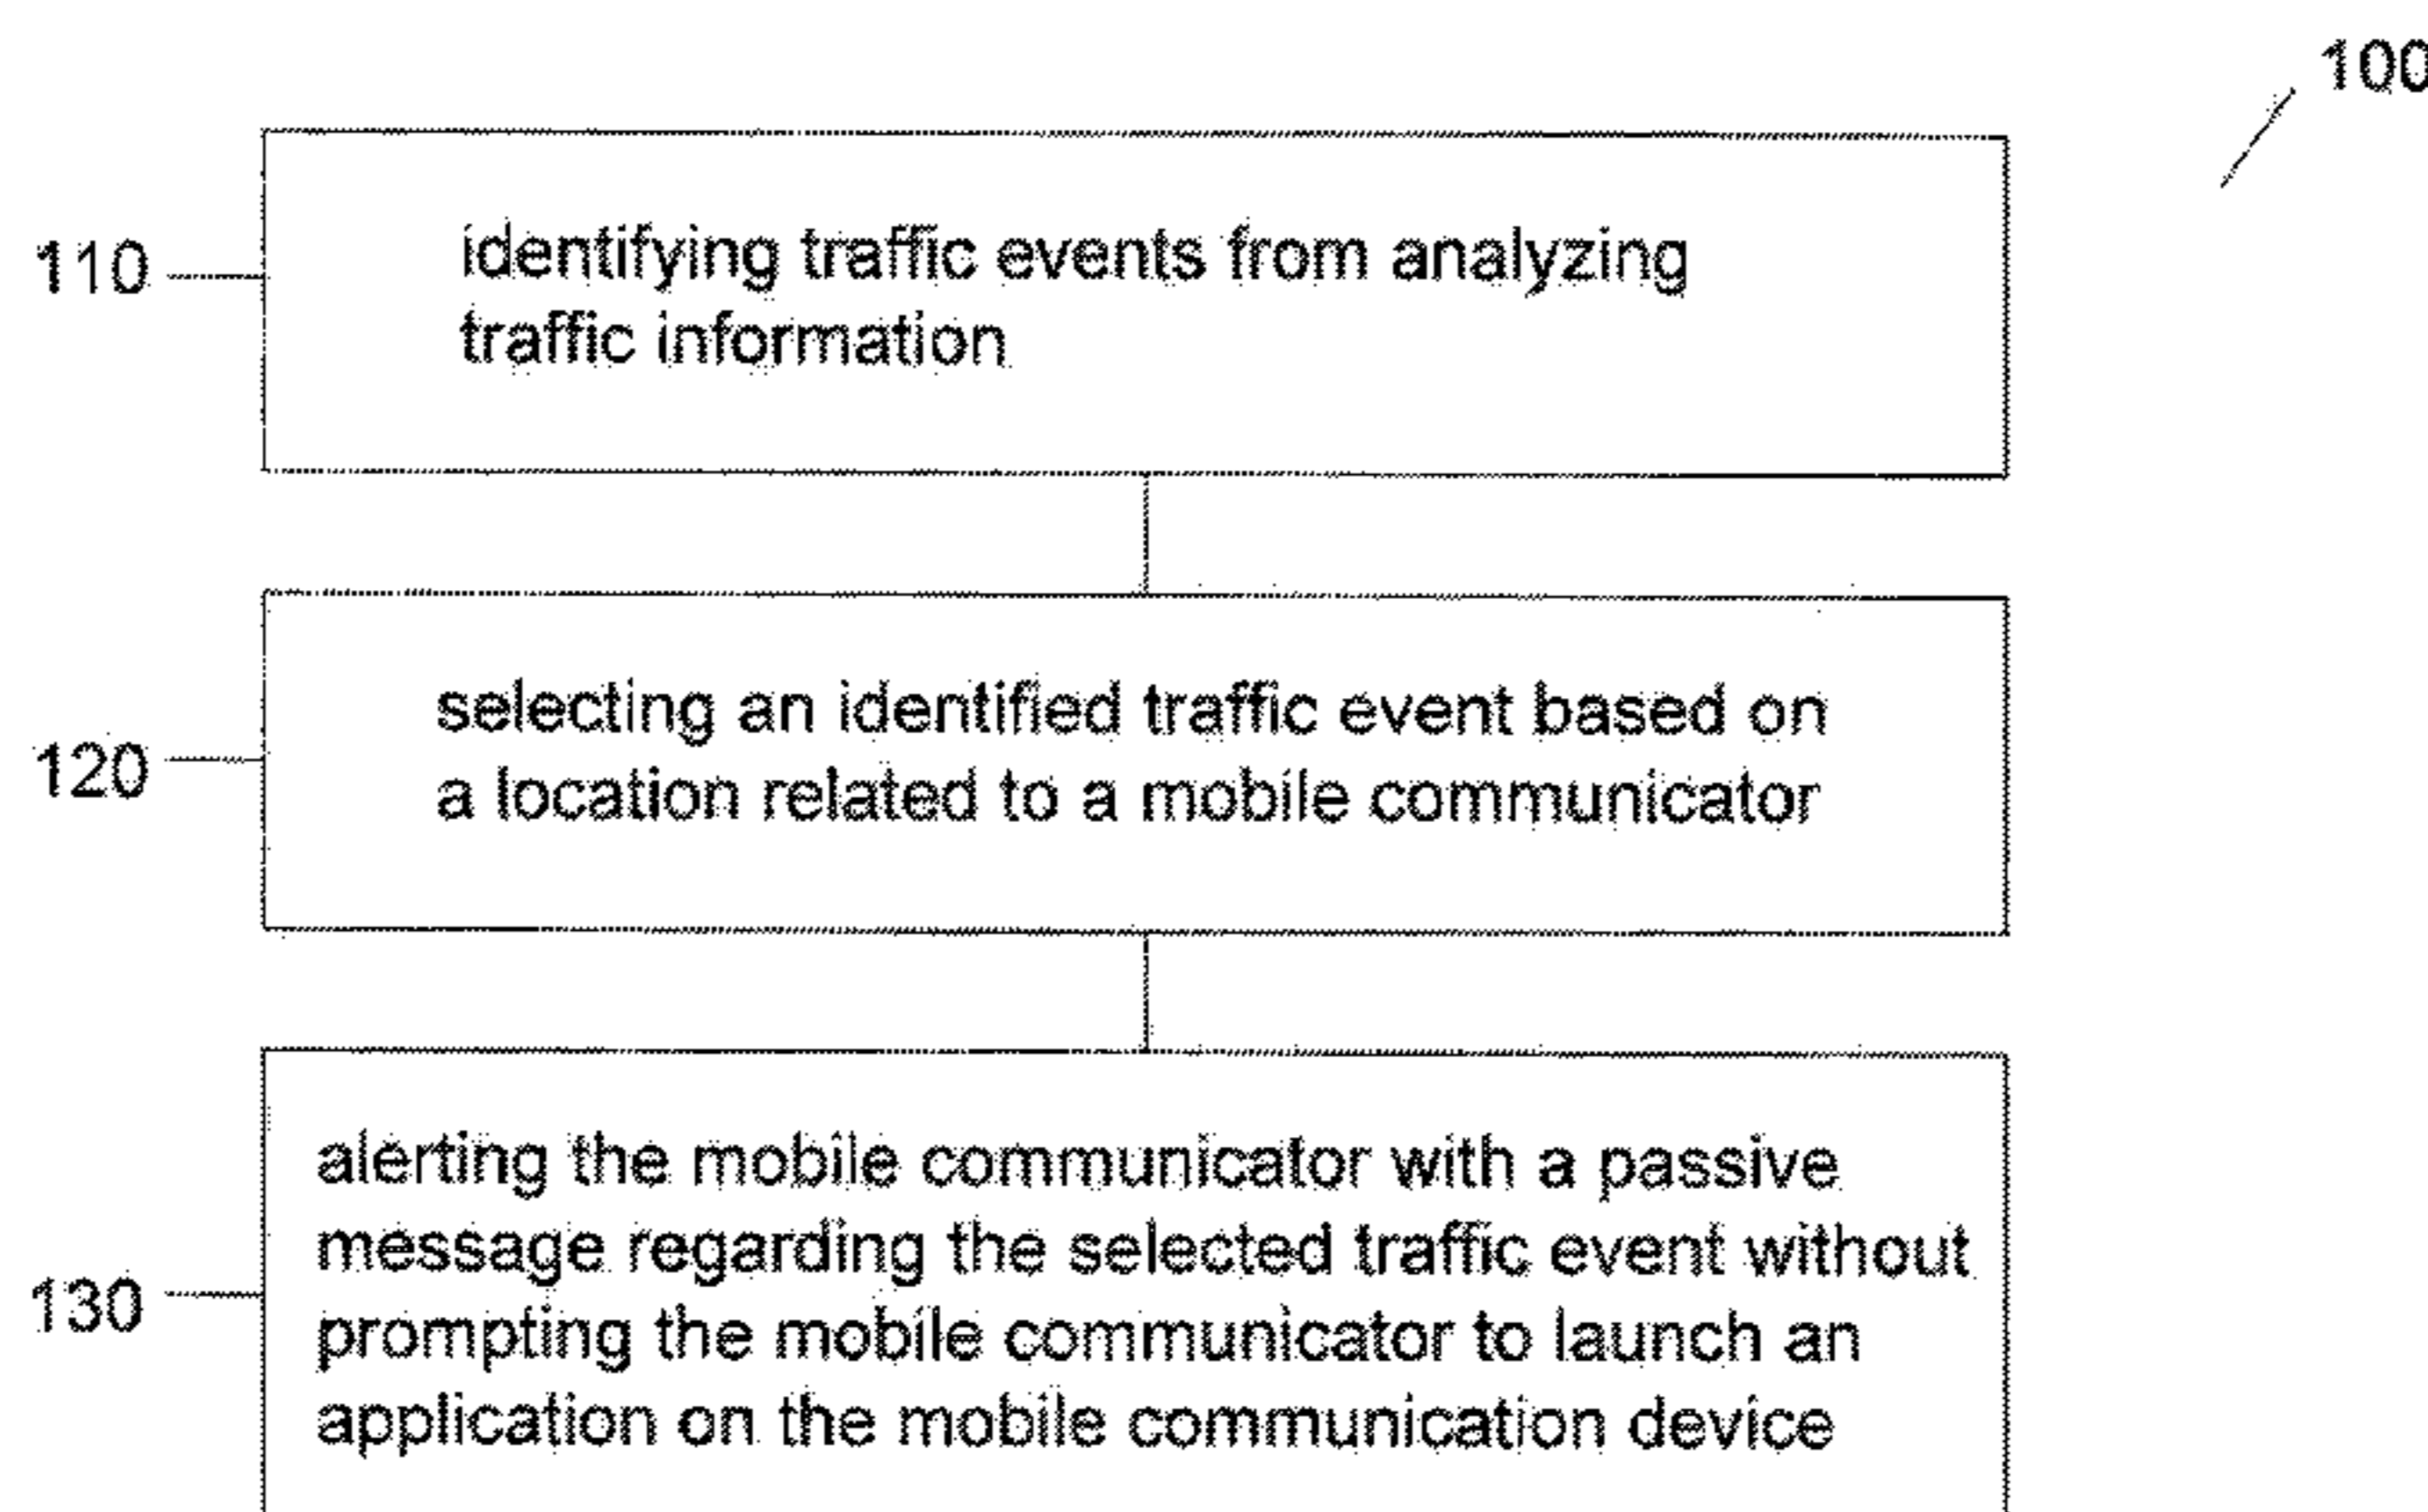 100
110
identifying traffic events from analyzing
traffic information
120
selecting an identified traffic event based on
a location related to a mobile communicator
130
alerting the mobile communicator with a passive
message regarding the selected traffic event without
prompting the mobile communicator to launch an
application on the mobile communication device